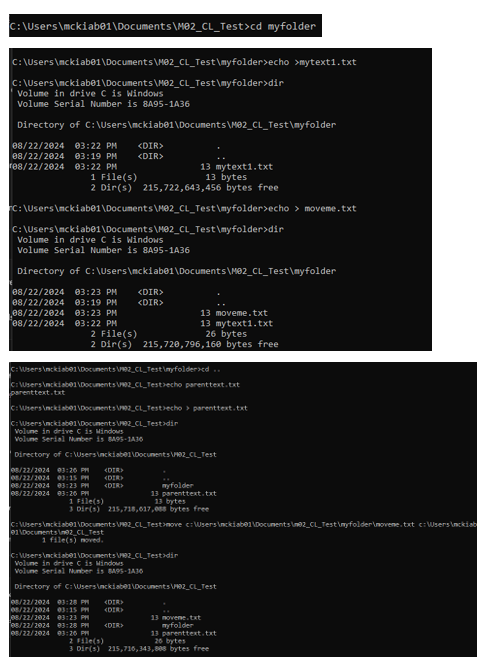 C:\Users\mckiab01\Documents\M02_CL_Test>cd myfolder
C:\Users\mckiab01\Documents\M02_CL_Test\myfolder>echo >mytext1.txt
C:\Users\mckiab01\Documents\M02_CL_Test\myfolder>dir
Volume in drive C is Windows
Volume Serial Number is 8A95-1A36
Directory of C:\Users\mckiab01\Documents\M02_CL_Test\myfolder
08/22/2024  03:22 PM    <DIR>          .
08/22/2024  03:19 PM    <DIR>          ..
08/22/2024  03:22 PM                13 mytext1.txt
1 File(s)             13 bytes
2 Dir(s)  215,722,643,456 bytes free
C:\Users\mckiab01\Documents\M02_CL_Test\myfolder>echo > moveme.txt
C:\Users\mckiab01\Documents\M02_CL_Test\myfolder>dir
Volume in drive C is Windows
Volume Serial Number is 8A95-1A36
Directory of C:\Users\mckiab01\Documents\M02_CL_Test\myfolder
08/22/2024  03:23 PM    <DIR>          .
08/22/2024  03:19 PM    <DIR>          ..
08/22/2024  03:23 PM                13 moveme.txt
08/22/2024  03:22 PM                13 mytext1.txt
2 File(s)             26 bytes
2 Dir(s)  215,720,796,160 bytes free
C:\Users\mckiab01\Documents\M02_CL_Test\myfolder>cd ..
C:\Users\mckiab01\Documents\M02_CL_Test>echo parenttext.txt
parenttext.txt
C:\Users\mckiab01\Documents\M02_CL_Test>echo > parenttext.txt
C:\Users\mckiab01\Documents\M02_CL_Test>dir
Volume in drive C is Windows
Volume Serial Number is 8A95-1A36
Directory of C:\Users\mckiab01\Documents\M02_CL_Test
08/22/2024  03:26 PM    <DIR>          .
08/22/2024  03:15 PM    <DIR>          ..
08/22/2024  03:23 PM    <DIR>          myfolder
08/22/2024  03:26 PM                13 parenttext.txt
1 File(s)             13 bytes
3 Dir(s)  215,718,617,088 bytes free
C:\Users\mckiab01\Documents\M02_CL_Test>move c:\Users\mckiab01\Documents\m02_CL_Test\myfolder\moveme.txt c:\Users\mckiab
01\Documents\m02_CL_Test
1 file(s) moved.
C:\Users\mckiab01\Documents\M02_CL_Test>dir
Volume in drive C is Windows
Volume Serial Number is 8A95-1A36
Directory of C:\Users\mckiab01\Documents\M02_CL_Test
08/22/2024  03:28 PM    <DIR>          .
08/22/2024  03:15 PM    <DIR>          ..
08/22/2024  03:23 PM                13 moveme.txt
08/22/2024  03:28 PM    <DIR>          myfolder
08/22/2024  03:26 PM                13 parenttext.txt
2 File(s)             26 bytes
3 Dir(s)  215,716,343,808 bytes free